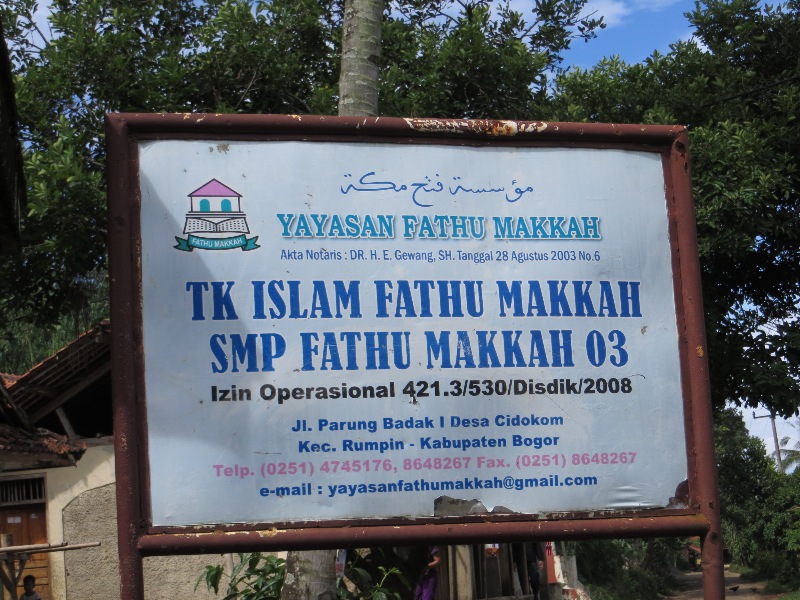 مؤسسة فتح مكة
YAYASAN FATHU MAKKAH
FATHU MAKKAH
Akta Notaris : DR. H. E. Gewang, SH. Tanggal 28 Agustus 2003 No.6
TK ISLAM FATHU MAKKAH
SMP FATHU MAKKAH 03
Izin Operasional 421.3/530/Disdik/2008
Jl. Parung Badak I Desa Cidokom
Kec. Rumpin - Kabupaten Bogor
Telp. (0251) 4745176, 8648267 Fax. (0251) 8648267
e-mail : yayasanfathumakkah@gmail.com